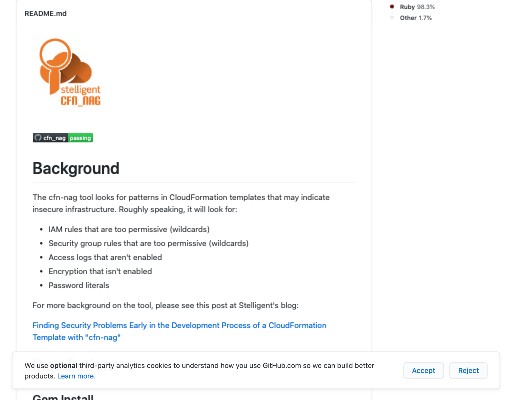 README.md
Ruby 98.3%
Other 1.7%
stelligent
CFN_NAG
cfn_nag passing
Background
The cfn-nag tool looks for patterns in CloudFormation templates that may indicate
insecure infrastructure. Roughly speaking, it will look for:
• IAM rules that are too permissive (wildcards)
• Security group rules that are too permissive (wildcards)
• Access logs that aren't enabled
• Encryption that isn't enabled
• Password literals
For more background on the tool, please see this post at Stelligent's blog:
Finding Security Problems Early in the Development Process of a CloudFormation
Template with "cfn-nag"
We use optional third-party analytics cookies to understand how you use GitHub.com so we can build better
products. Learn more.
Accept
Reject
Gem Install